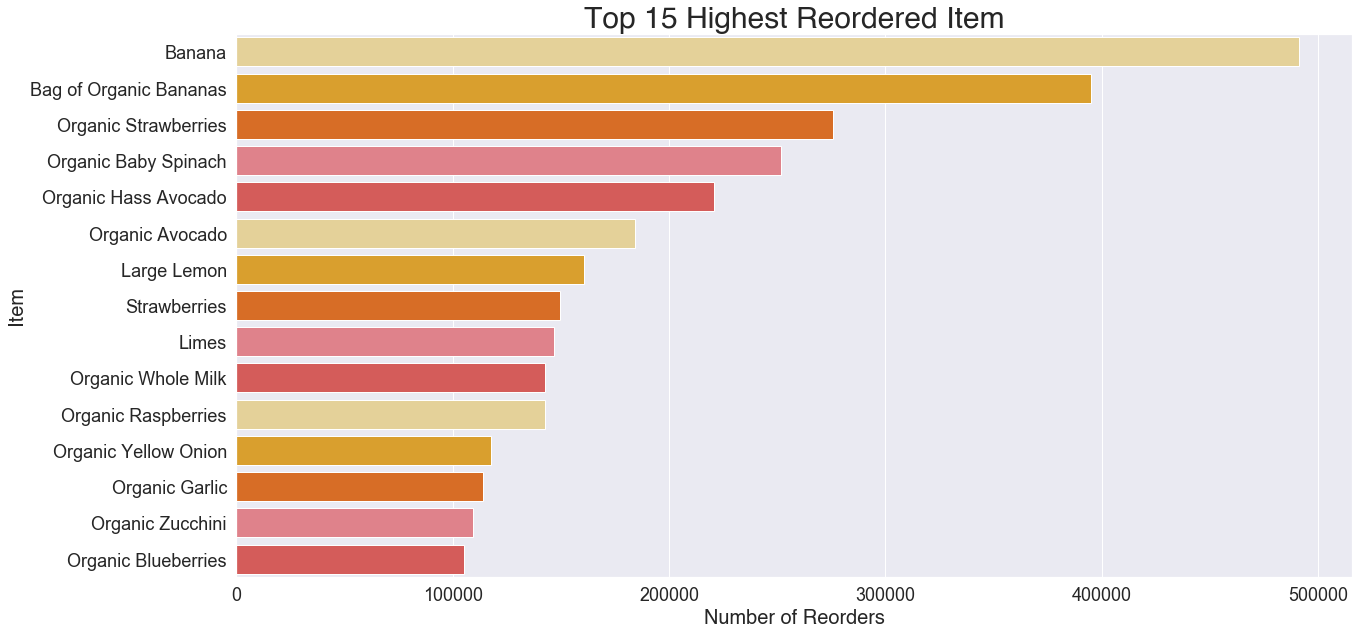 Top 15 Highest Reordered Item
Banana
Bag of Organic Bananas
Organic Strawberries
Organic Baby Spinach
Organic Hass Avocado
Organic Avocado
Large Lemon
Strawberries
Limes
Organic Whole Milk
Organic Raspberries
Organic Yellow Onion
Organic Garlic
Organic Zucchini
Organic Blueberries
Item
0 100000 200000 300000 400000 500000
Number of Reorders